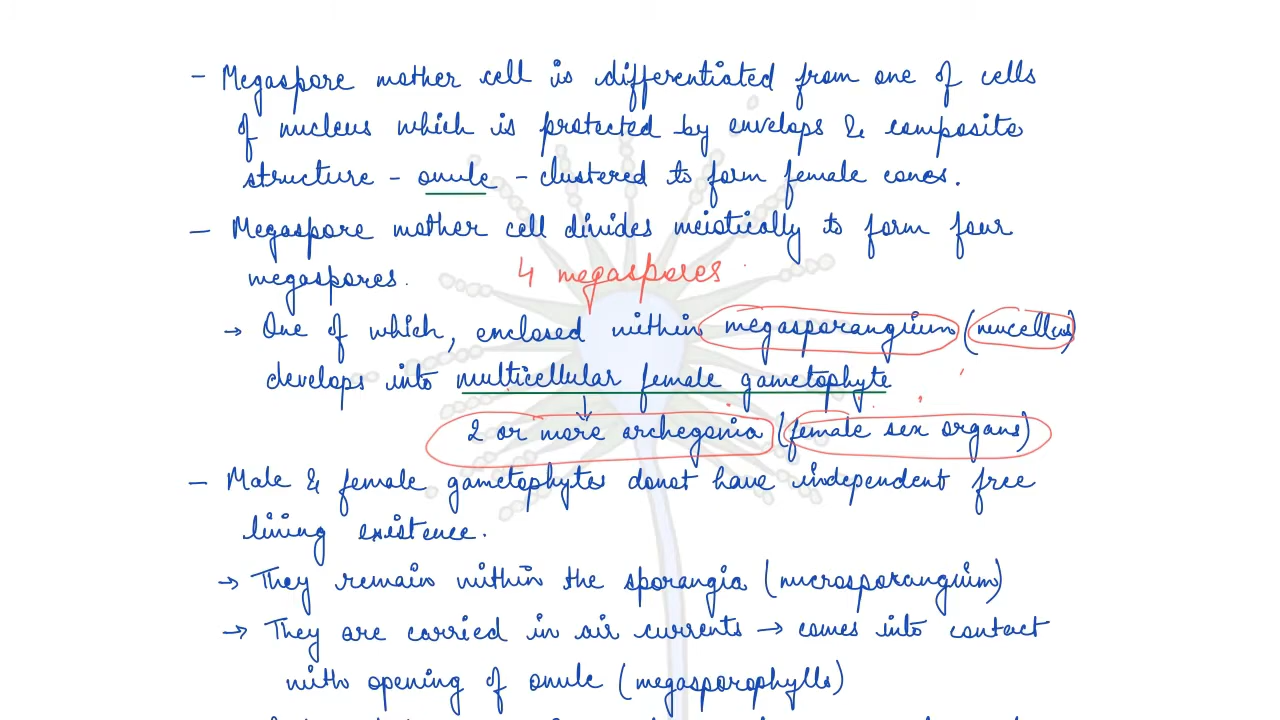 - Megaspore mother cell is differentiated from one of cells
of nucleus which is protected by envelops & composite
structure - ovule - clustered to form female cones.
- Megaspore mother cell divides meiotically to form four
megaspores. 4 megaspores
→ One of which, enclosed within megasporangium (nucellus)
develops into multicellular female gametophyte
↓
2 or more archegonia (female sex organs)
- Male & female gametophytes donot have independent free
living existence.
→ They remain within the sporangia (microsporangium)
→ They are carried in air currents → comes into contact
with opening of ovule (megasporophylls)